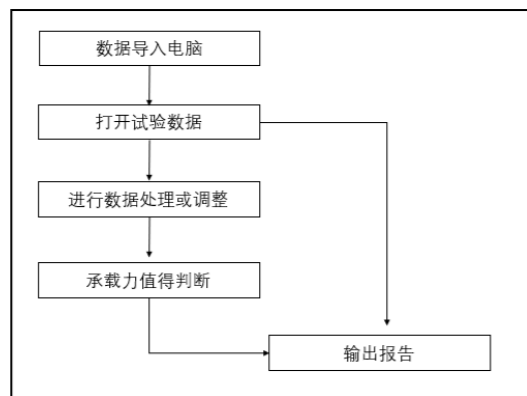 数据导入电脑
打开试验数据
进行数据处理或调整
承载力值得判断
输出报告